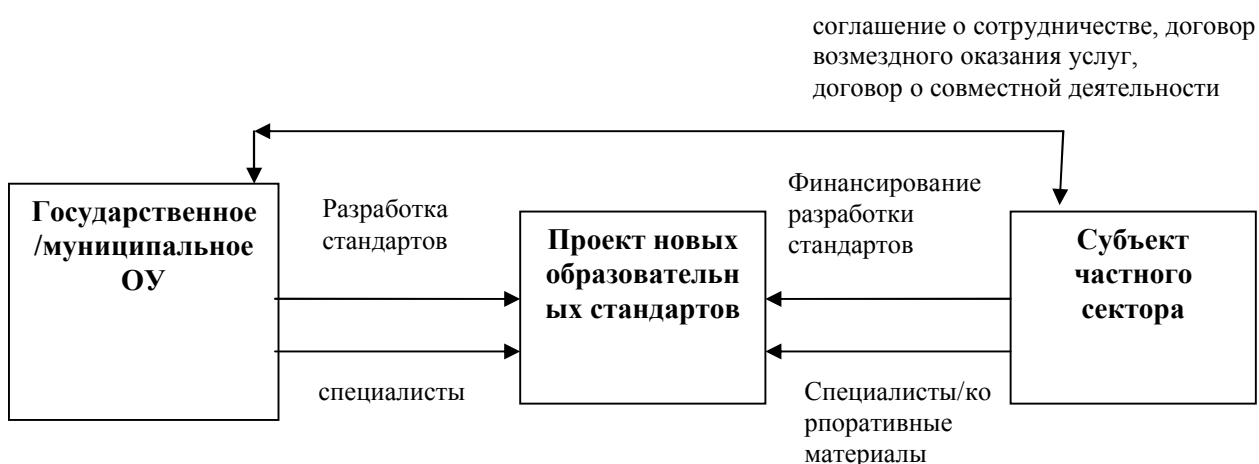 соглашение о сотрудничестве, договор
возмездного оказания услуг,
договор о совместной деятельности
Государственное
/муниципальное
ОУ
Разработка
стандартов
Проект новых
образовательн
ых стандартов
Финансирование
разработки
стандартов
Субъект
частного
сектора
специалисты
Специалисты/ко
рпоративные
материалы